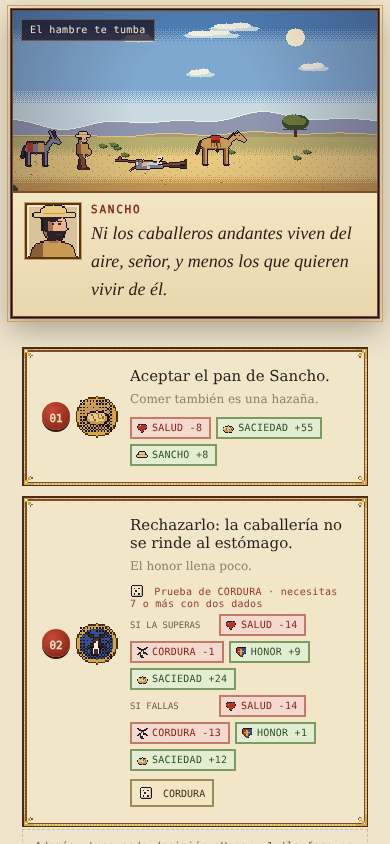 El hambre te tumba
SANCHO
Ni los caballeros andantes viven del
aire, señor, y menos los que quieren
vivir de él.
01
Aceptar el pan de Sancho.
Comer también es una hazaña.
SALUD -8
SACIEDAD +55
SANCHO +8
02
Rechazarlo: la caballería no
se rinde al estómago.
El honor llena poco.
Prueba de CORDURA · necesitas
7 o más con dos dados
SI LA SUPERAS
SALUD -14
CORDURA -1
HONOR +9
SACIEDAD +24
SI FALLAS
SALUD -14
CORDURA -13
HONOR +1
SACIEDAD +12
CORDURA